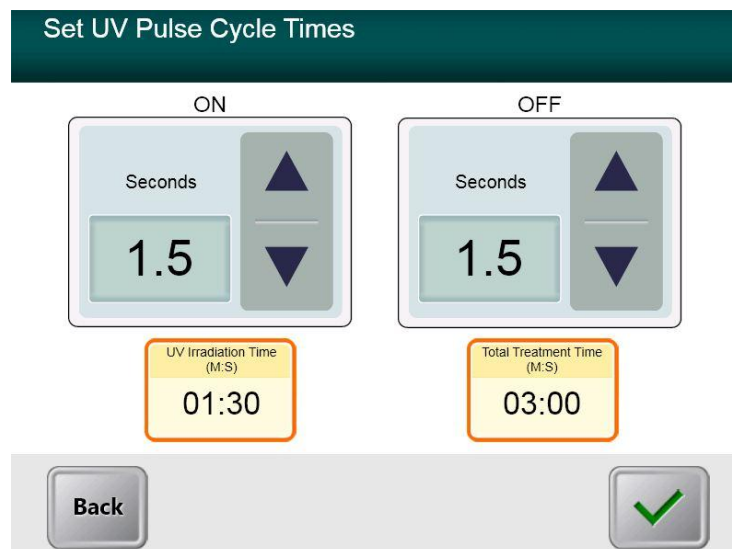 Set UV Pulse Cycle Times
ON
OFF
Seconds
1.5
Seconds
1.5
UV Irradiation Time
(M:S)
01:30
Total Treatment Time
(M:S)
03:00
Back